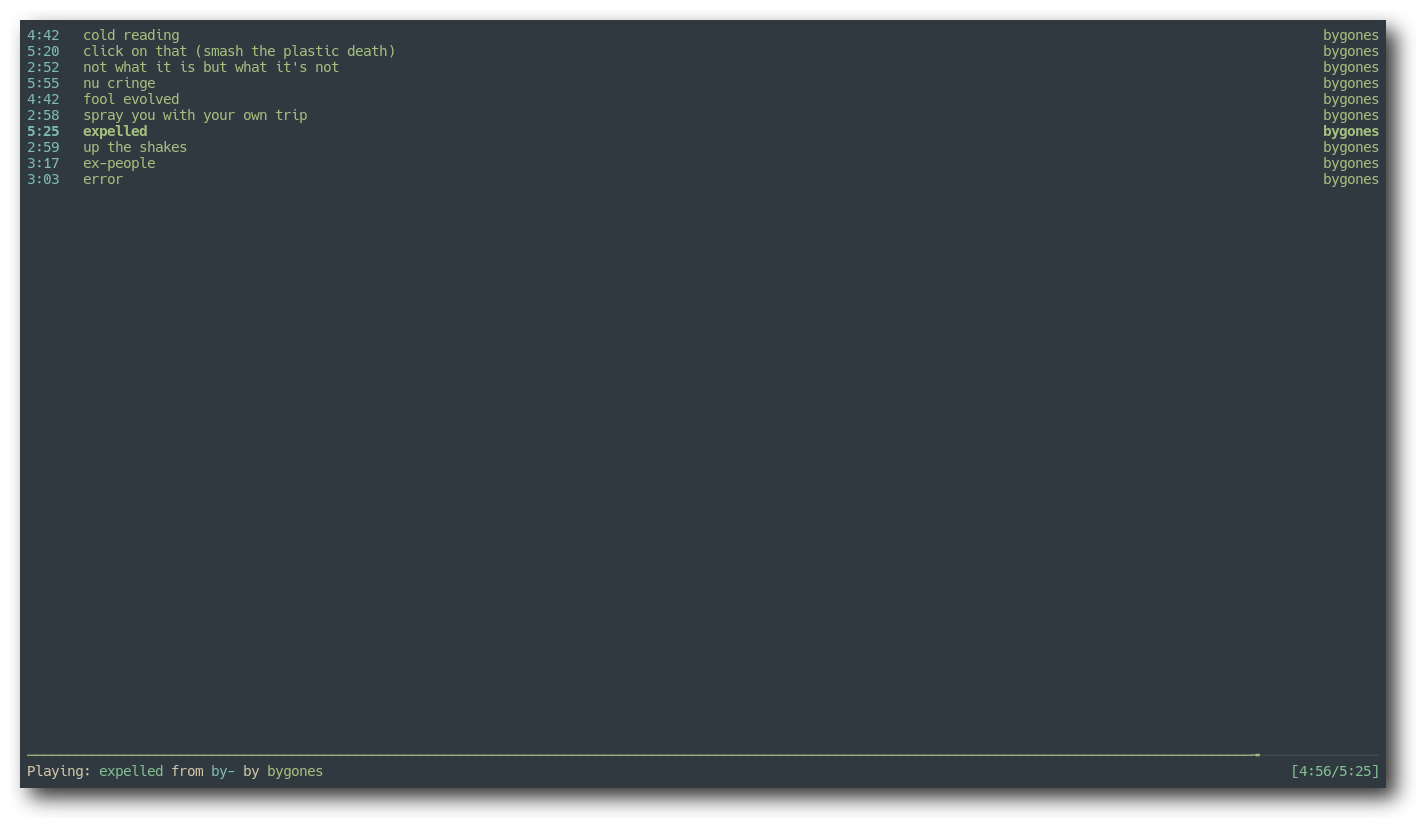 4:42 cold reading bygones
5:20 click on that (smash the plastic death) bygones
2:52 not what it is but what it's not bygones
5:55 nu cringe bygones
4:42 fool evolved bygones
2:58 spray you with your own trip bygones
5:25 expelled bygones
2:59 up the shakes bygones
3:17 ex-people bygones
3:03 error bygones
Playing: expelled from by- by bygones [4:56/5:25]